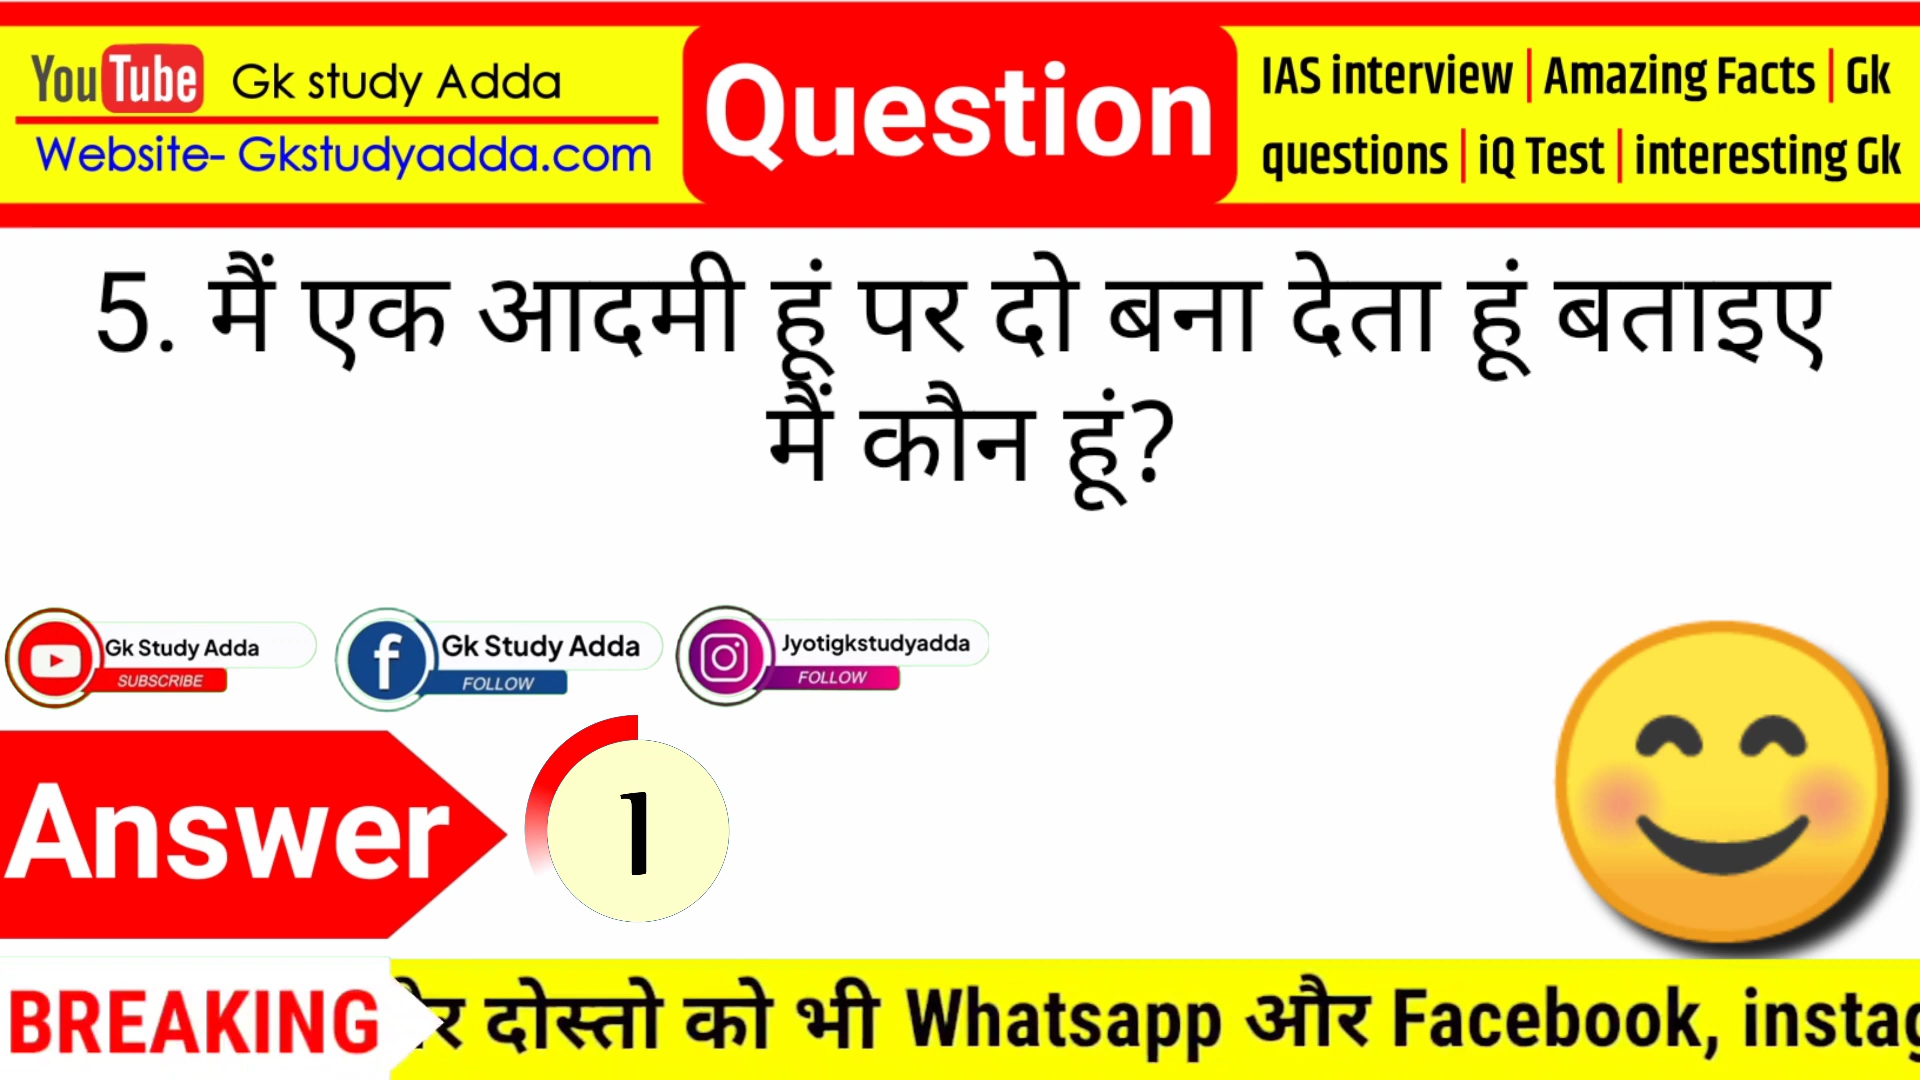 YouTube Gk study Adda
Website- Gkstudyadda.com
Question
IAS interview | Amazing Facts | Gk
questions | iQ Test | interesting Gk
5. मैं एक आदमी हूं पर दो बना देता हूं बताइए
मैं कौन हूं?
Gk Study Adda
SUBSCRIBE
Gk Study Adda
FOLLOW
Jyotigkstudyadda
FOLLOW
Answer
1
BREAKING
दोस्तो को भी Whatsapp और Facebook,